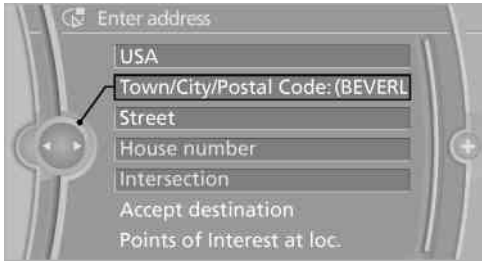 Enter address
USA
Town/City/Postal Code: (BEVERL
Street
House number
Intersection
Accept destination
Points of Interest at loc.